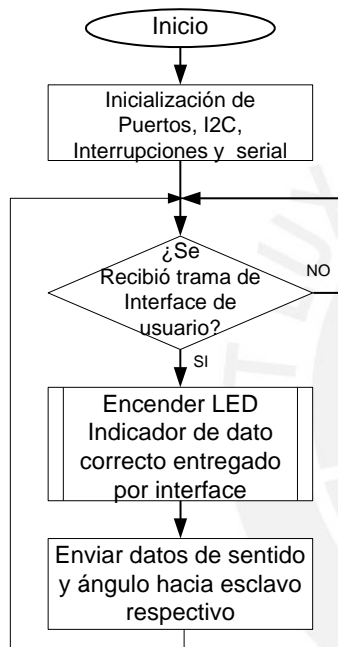 Inicio
Inicialización de
Puertos, I2C,
Interrupciones y serial
¿Se
Recibió trama de
Interface de
usuario?
NO
SI
Encender LED
Indicador de dato
correcto entregado
por interface
Enviar datos de sentido
y ángulo hacia esclavo
respectivo